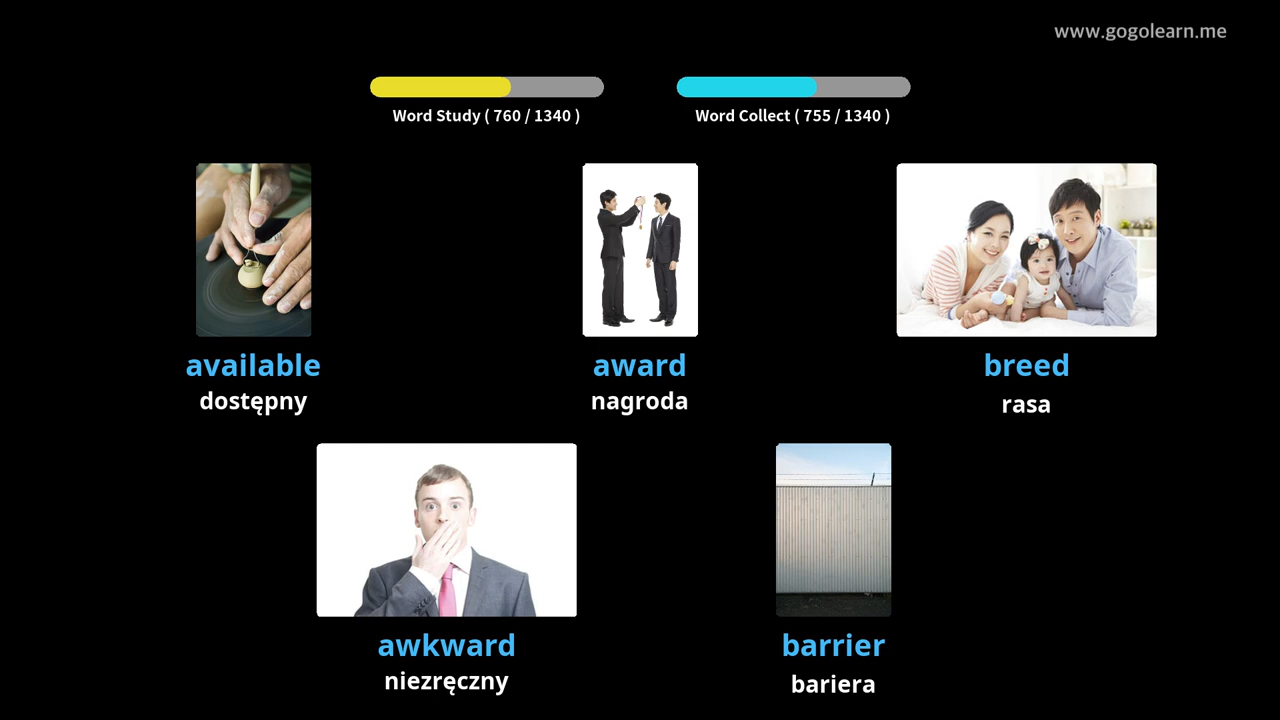 www.gogolearn.me
Word Study ( 760 / 1340 )
Word Collect ( 755 / 1340 )
available
dostępny
award
nagroda
breed
rasa
awkward
niezręczny
barrier
bariera